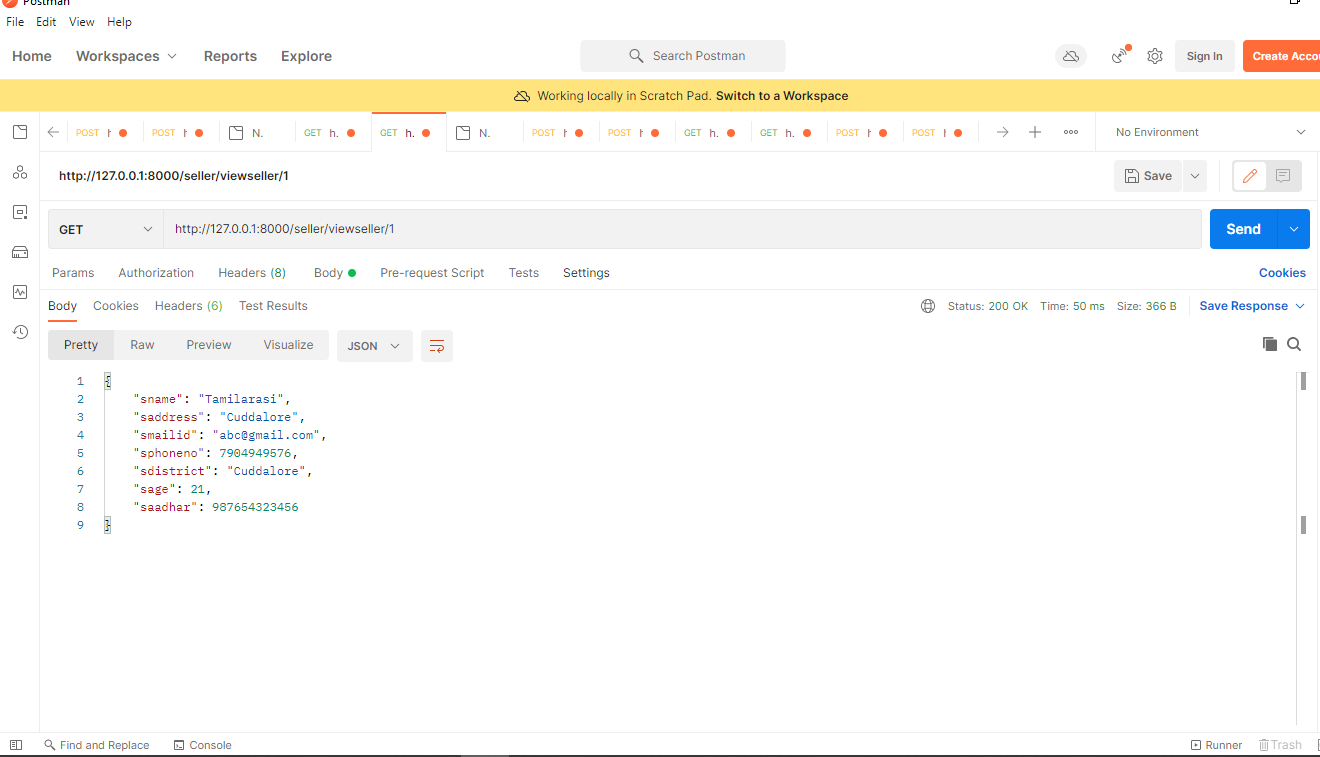 Postman
File Edit View Help
Home Workspaces Reports Explore Search Postman Sign In Create Acco
Working locally in Scratch Pad. Switch to a Workspace
POST POST N. GET h. GET h. N. POST POST GET h. GET h. POST POST No Environment
http://127.0.0.1:8000/seller/viewseller/1 Save
GET http://127.0.0.1:8000/seller/viewseller/1 Send
Params Authorization Headers (8) Body Pre-request Script Tests Settings Cookies
Body Cookies Headers (6) Test Results Status: 200 OK Time: 50 ms Size: 366 B Save Response
Pretty Raw Preview Visualize JSON
1 {
2 "sname": "Tamilarasi",
3 "saddress": "Cuddalore",
4 "smailid": "abc@gmail.com",
5 "sphoneno": 7904949576,
6 "sdistrict": "Cuddalore",
7 "sage": 21,
8 "saadhar": 987654323456
9 }
Find and Replace Console Runner Trash